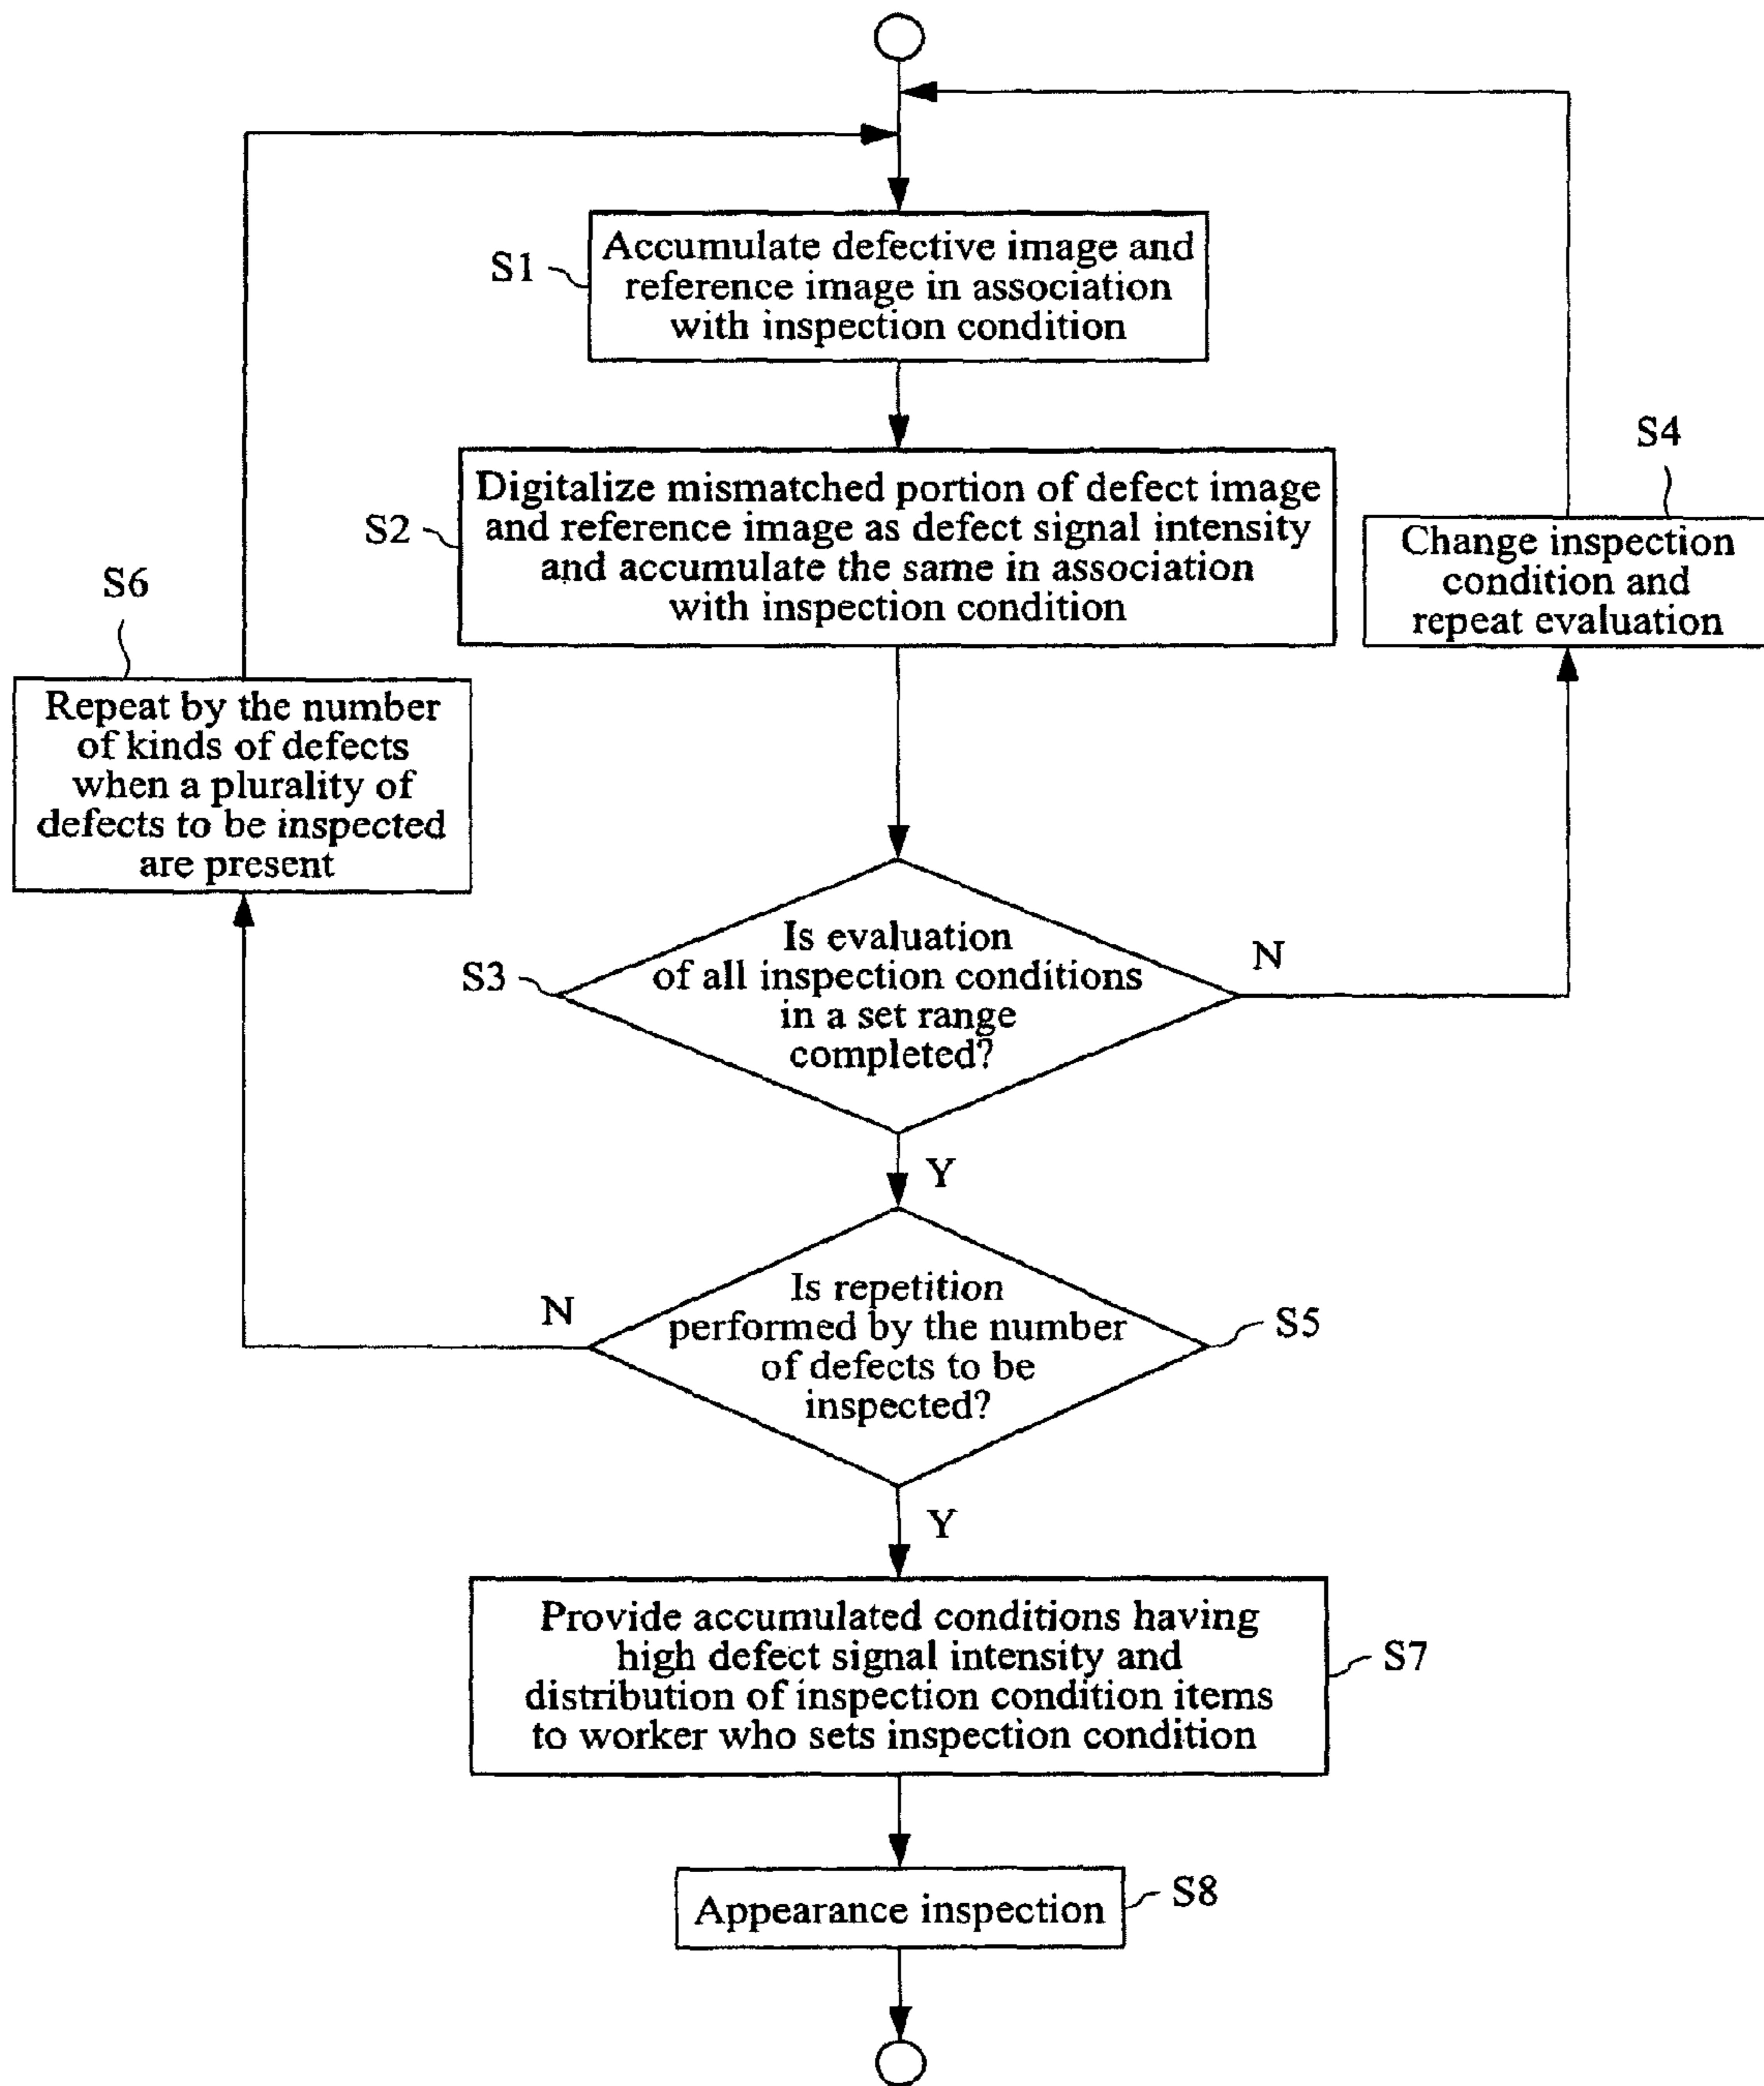 S1
Accumulate defective image and
reference image in association
with inspection condition
S2
Digitalize mismatched portion of defect image
and reference image as defect signal intensity
and accumulate the same in association
with inspection condition
S4
Change inspection
condition and
repeat evaluation
S6
Repeat by the number
of kinds of defects
when a plurality of
defects to be inspected
are present
S3
Is evaluation
of all inspection conditions
in a set range
completed?
N
Y
N
Is repetition
performed by the number
of defects to be
inspected?
S5
Y
Provide accumulated conditions having
high defect signal intensity and
distribution of inspection condition items
to worker who sets inspection condition
S7
Appearance inspection
S8